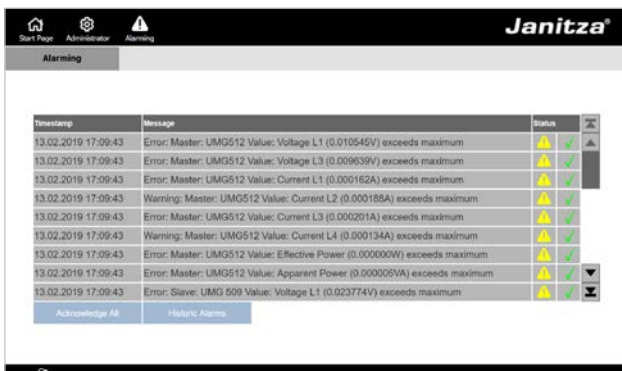 Start Page Administrator Alarming
Janitza®
Alarming
Timestamp Message Status
13.02.2019 17:09:43 Error: Master: UMG512 Value: Voltage L1 (0.010545V) exceeds maximum
13.02.2019 17:09:43 Error: Master: UMG512 Value: Voltage L3 (0.009639V) exceeds maximum
13.02.2019 17:09:43 Error: Master: UMG512 Value: Current L1 (0.000162A) exceeds maximum
13.02.2019 17:09:43 Warning: Master: UMG512 Value: Current L2 (0.000188A) exceeds maximum
13.02.2019 17:09:43 Error: Master: UMG512 Value: Current L3 (0.000201A) exceeds maximum
13.02.2019 17:09:43 Warning: Master: UMG512 Value: Current L4 (0.000134A) exceeds maximum
13.02.2019 17:09:43 Error: Master: UMG512 Value: Effective Power (0.000000W) exceeds maximum
13.02.2019 17:09:43 Error: Master: UMG512 Value: Apparent Power (0.000005VA) exceeds maximum
13.02.2019 17:09:43 Error: Slave: UMG 509 Value: Voltage L1 (0.023774V) exceeds maximum
Acknowledge All Historic Alarms